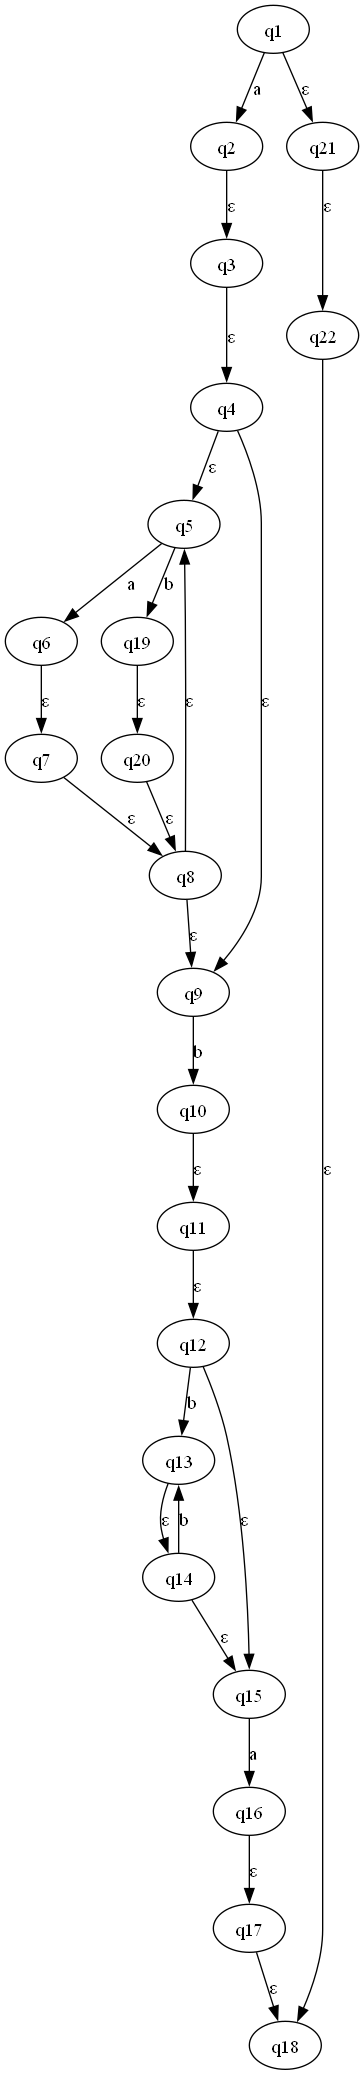 q1
a ε
q2 q21
ε ε
q3
q22
ε
q4
ε
q5
a b
q6 q19
ε ε ε ε
q7 q20
ε ε
q8
ε
q9
b
q10
ε ε
q11
ε
q12
b
q13
ε b ε
q14
ε
q15
a
q16
ε
q17
ε
q18